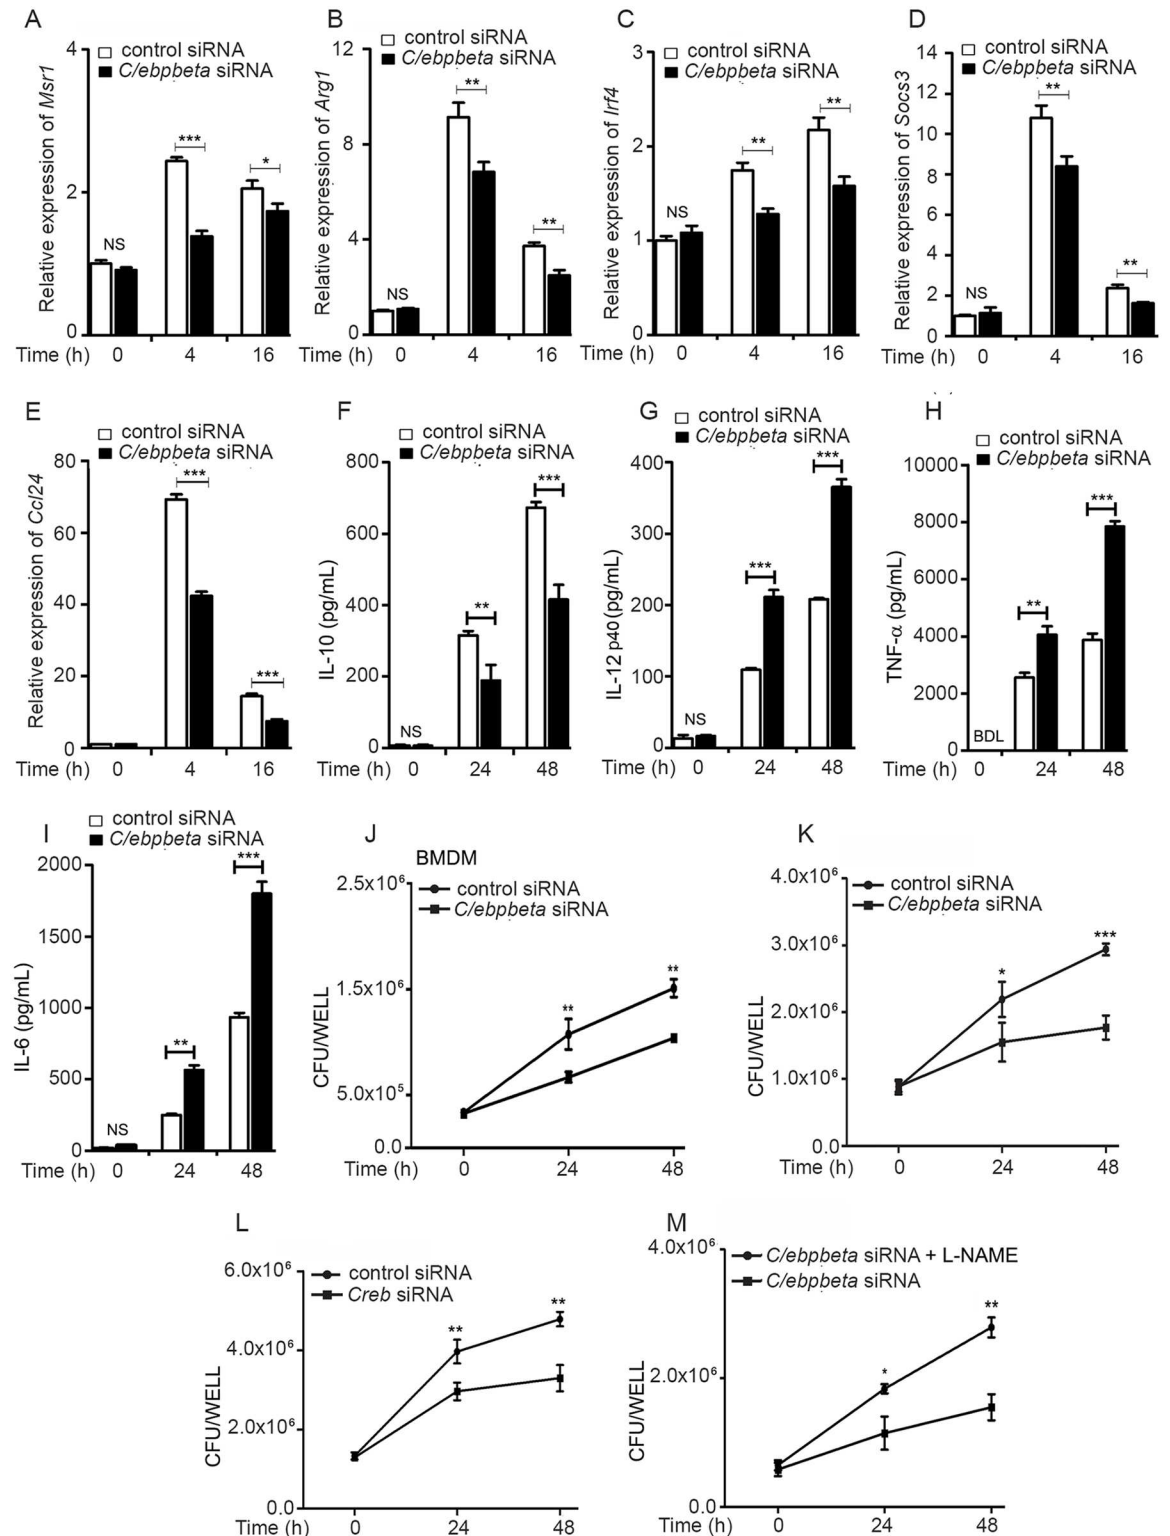 A
control siRNA
C/ebpbeta siRNA
Relative expression of Msr1
4
2
0
NS
***
*
Time (h) 0 4 16
B
control siRNA
C/ebpbeta siRNA
Relative expression of Arg1
12
8
4
0
NS
**
**
Time (h) 0 4 16
C
control siRNA
C/ebpbeta siRNA
Relative expression of Irf4
3
2
1
0
NS
**
**
Time (h) 0 4 16
D
control siRNA
C/ebpbeta siRNA
Relative expression of Socs3
14
12
10
8
6
4
2
0
NS
**
**
Time (h) 0 4 16
E
control siRNA
C/ebpbeta siRNA
Relative expression of Ccl24
80
60
40
20
0
***
***
Time (h) 0 4 16
F
control siRNA
C/ebpbeta siRNA
IL-10 (pg/mL)
800
600
400
200
0
NS
**
***
Time (h) 0 24 48
G
control siRNA
C/ebpbeta siRNA
IL-12 p40 (pg/mL)
400
300
200
100
0
NS
***
***
Time (h) 0 24 48
H
control siRNA
C/ebpbeta siRNA
TNF-α (pg/mL)
10000
8000
6000
4000
2000
0
BDL
**
***
Time (h) 0 24 48
I
control siRNA
C/ebpbeta siRNA
IL-6 (pg/mL)
2000
1500
1000
500
0
NS
**
***
Time (h) 0 24 48
J
BMDM
control siRNA
C/ebpbeta siRNA
CFU/WELL
2.5x10⁶
1.5x10⁶
5.0x10⁵
0.0
**
**
Time (h) 0 24 48
K
control siRNA
C/ebpbeta siRNA
CFU/WELL
4.0x10⁶
3.0x10⁶
2.0x10⁶
1.0x10⁶
0.0
*
***
Time (h) 0 24 48
L
control siRNA
Creb siRNA
CFU/WELL
6.0x10⁶
4.0x10⁶
2.0x10⁶
0.0
**
**
Time (h) 0 24 48
M
C/ebpbeta siRNA + L-NAME
C/ebpbeta siRNA
CFU/WELL
4.0x10⁶
2.0x10⁶
0.0
*
**
Time (h) 0 24 48